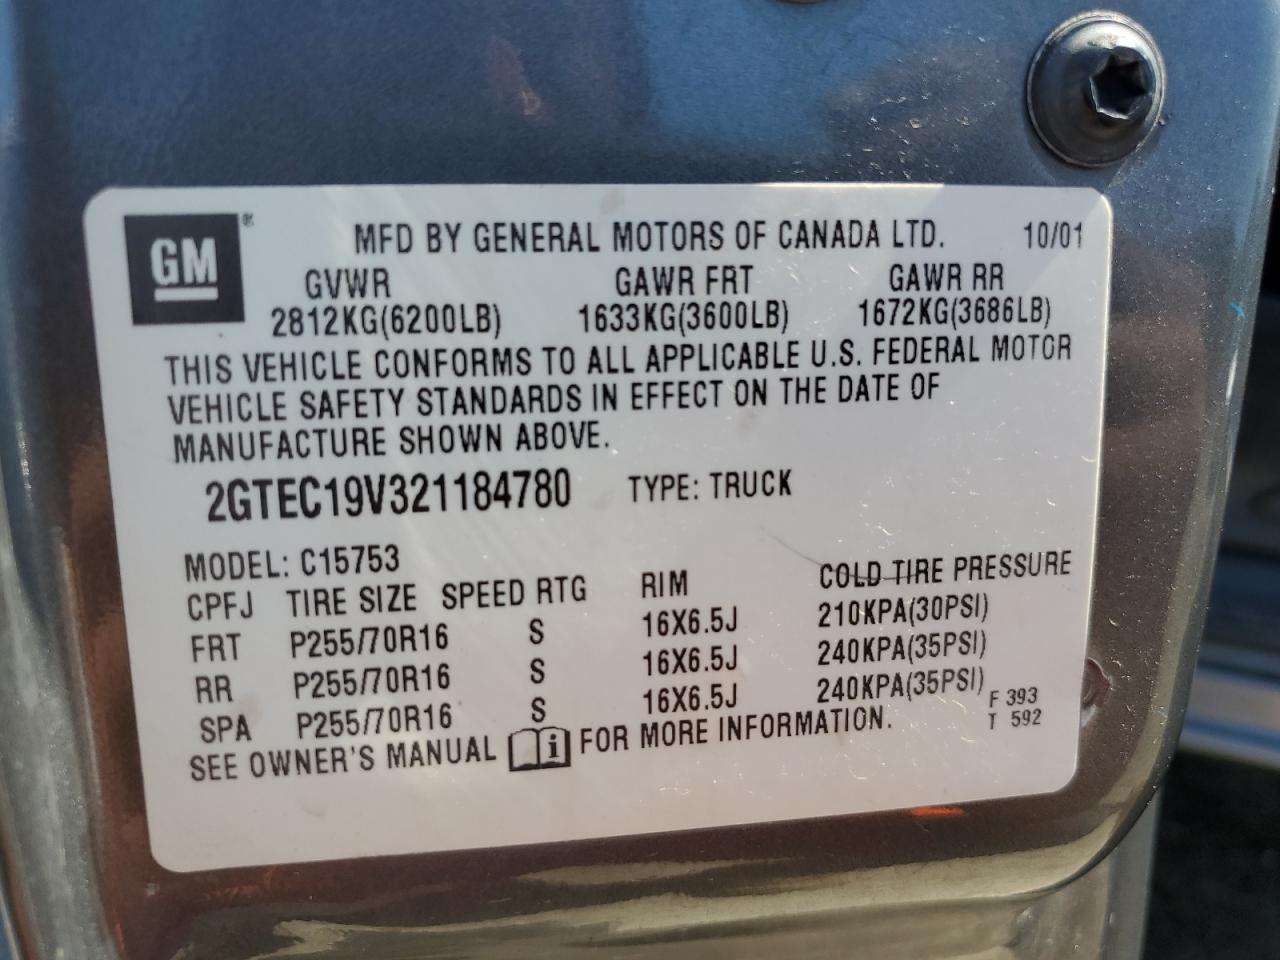 GM ® MFD BY GENERAL MOTORS OF CANADA LTD. 10/01
GVWR GAWR FRT GAWR RR
2812KG(6200LB) 1633KG(3600LB) 1672KG(3686LB)
THIS VEHICLE CONFORMS TO ALL APPLICABLE U.S. FEDERAL MOTOR
VEHICLE SAFETY STANDARDS IN EFFECT ON THE DATE OF
MANUFACTURE SHOWN ABOVE.
2GTEC19V321184780 TYPE: TRUCK
MODEL: C15753
CPFJ TIRE SIZE SPEED RTG RIM COLD TIRE PRESSURE
FRT P255/70R16 S 16X6.5J 210KPA(30PSI)
RR P255/70R16 S 16X6.5J 240KPA(35PSI)
SPA P255/70R16 S 16X6.5J 240KPA(35PSI) F 393
SEE OWNER'S MANUAL i FOR MORE INFORMATION. T 592